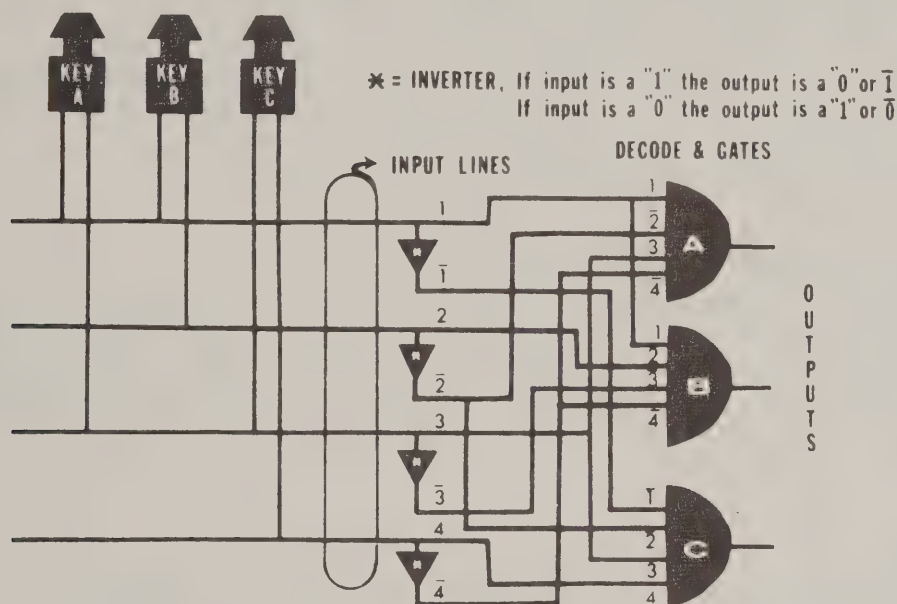 KEY A
KEY B
KEY C
* = INVERTER, If input is a "1" the output is a "0" or 1̅
If input is a "0" the output is a "1" or 0̅
DECODE & GATES
INPUT LINES
1
1̅
2
2̅
3
3̅
4
4̅
1
2̅
3
4̅
A
1
2
3̅
4̅
B
1̅
2̅
3
4
C
OUTPUTS